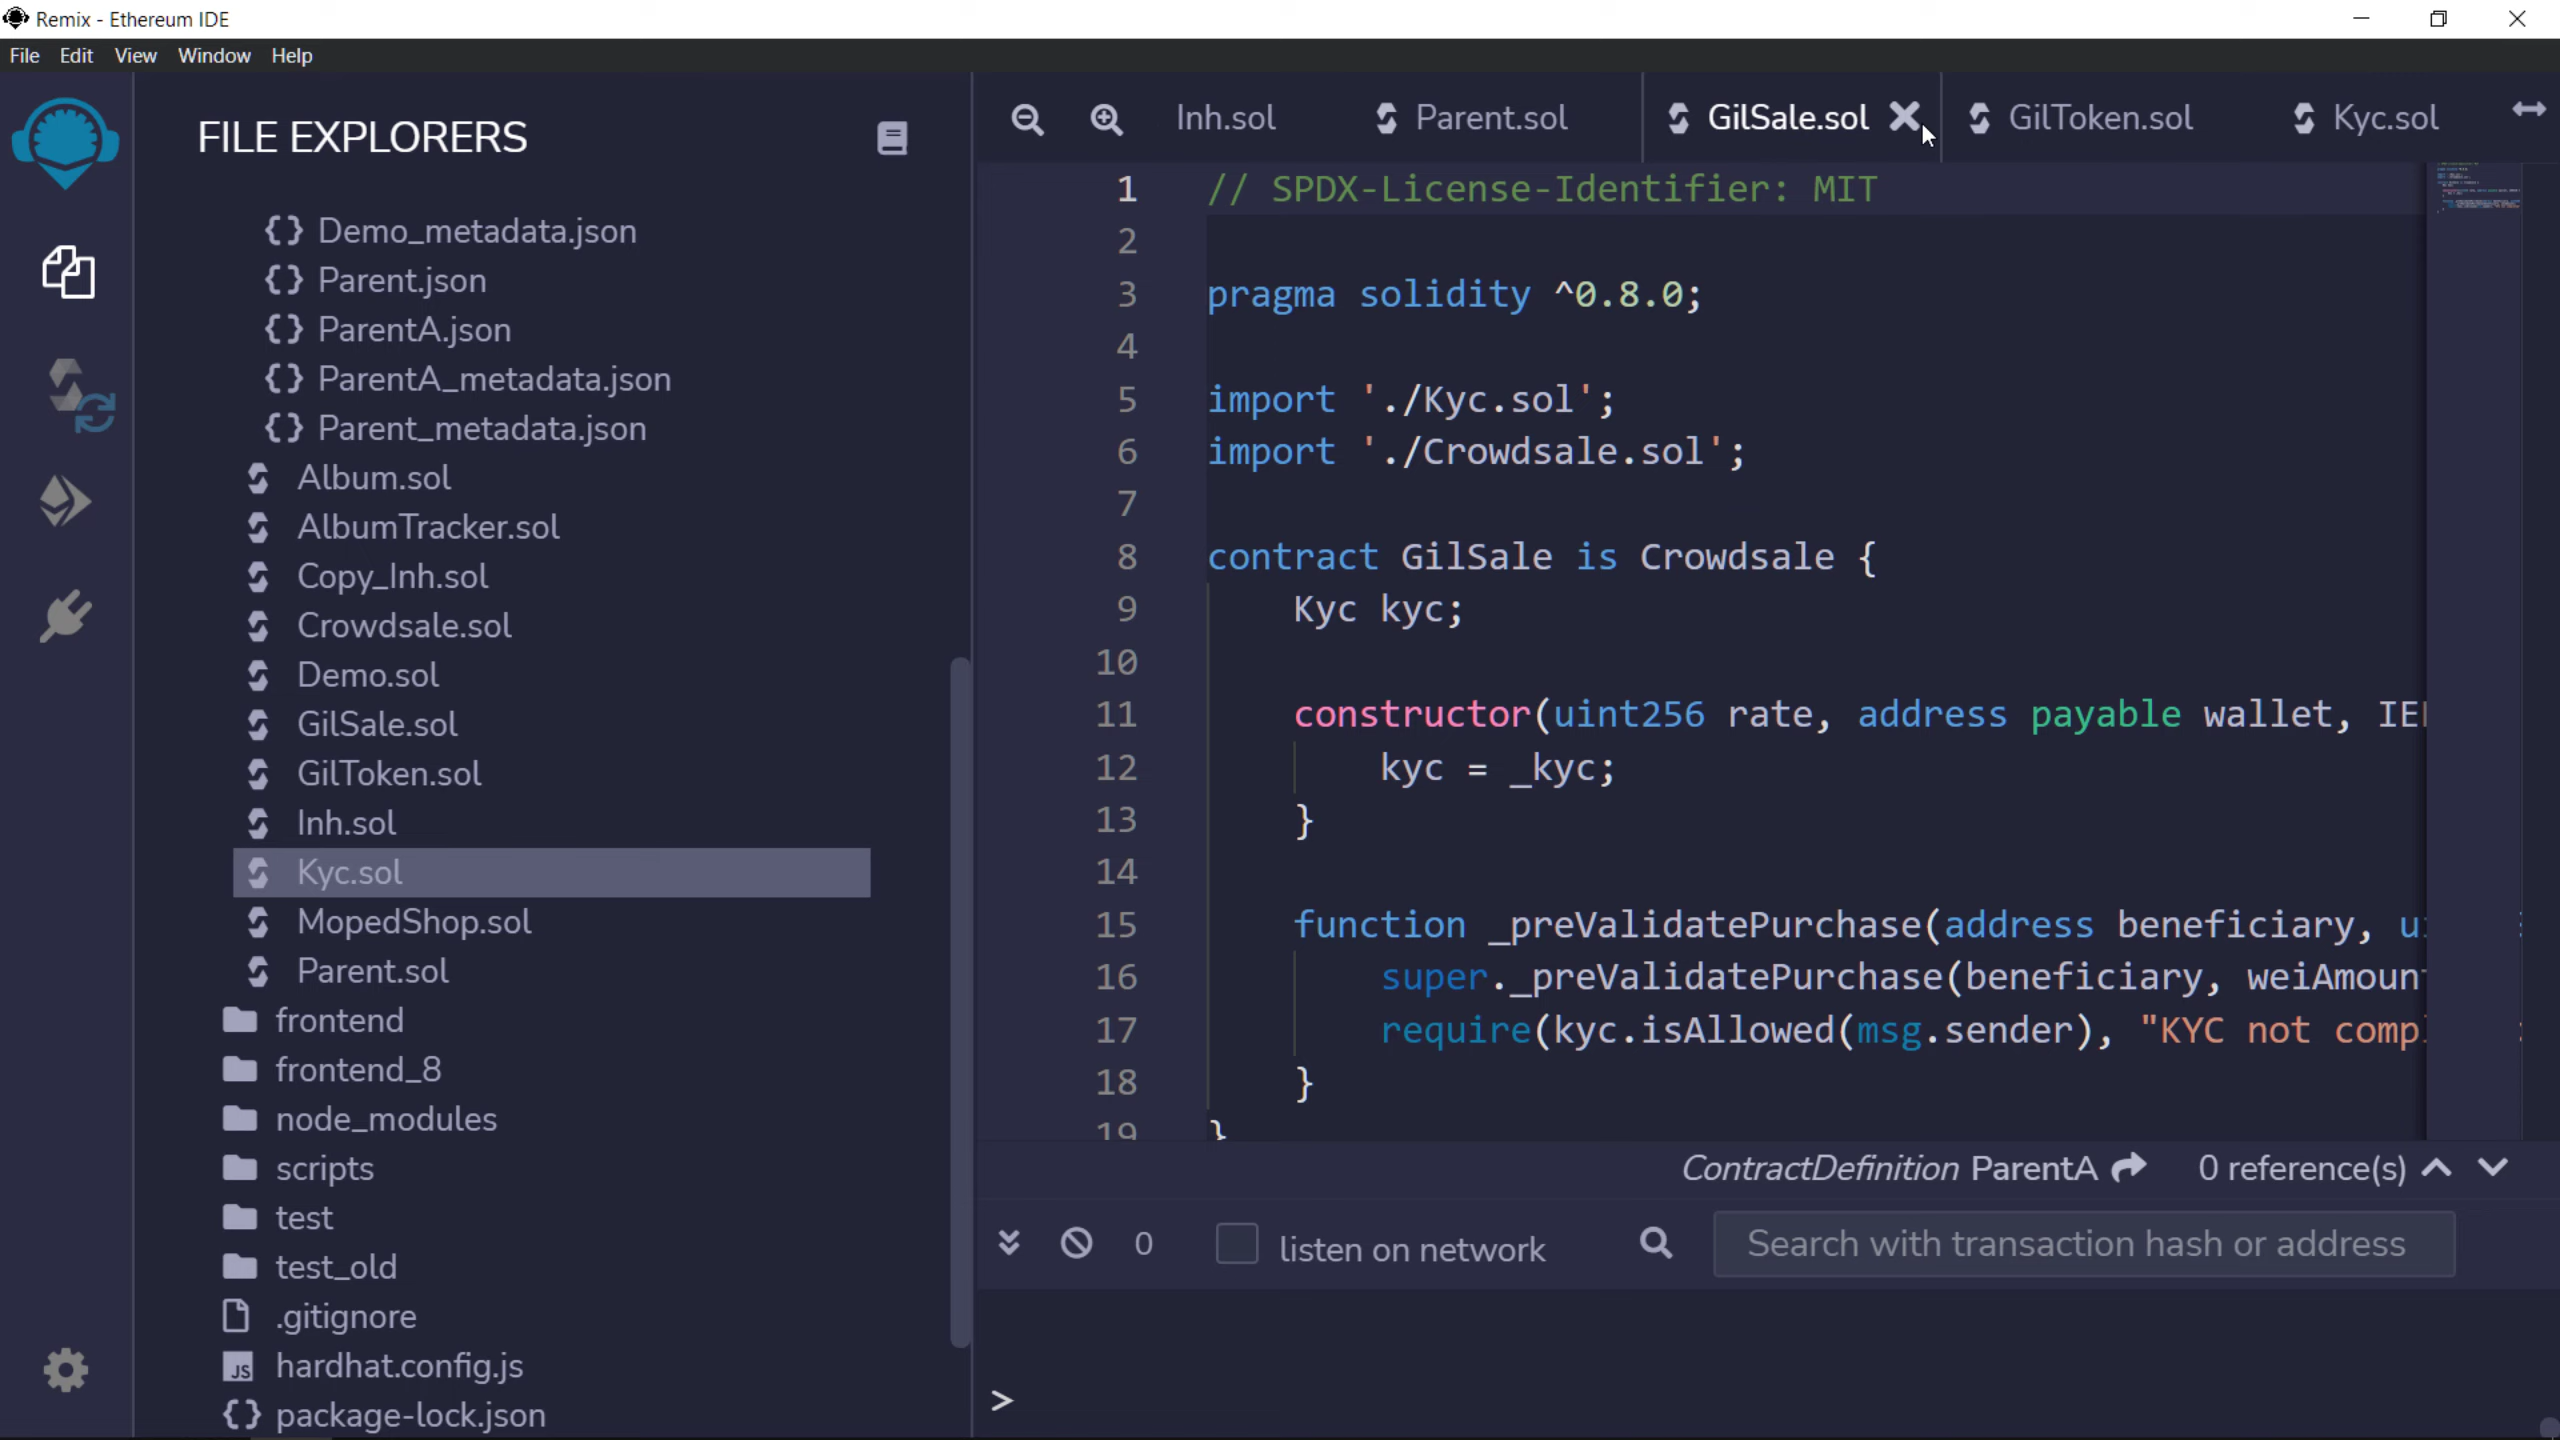 Remix - Ethereum IDE
File Edit View Window Help
FILE EXPLORERS
Demo_metadata.json
Parent.json
ParentA.json
ParentA_metadata.json
Parent_metadata.json
Album.sol
AlbumTracker.sol
Copy_Inh.sol
Crowdsale.sol
Demo.sol
GilSale.sol
GilToken.sol
Inh.sol
Kyc.sol
MopedShop.sol
Parent.sol
frontend
frontend_8
node_modules
scripts
test
test_old
.gitignore
JS hardhat.config.js
package-lock.json
Inh.sol Parent.sol GilSale.sol GilToken.sol Kyc.sol
1 // SPDX-License-Identifier: MIT
2
3 pragma solidity ^0.8.0;
4
5 import './Kyc.sol';
6 import './Crowdsale.sol';
7
8 contract GilSale is Crowdsale {
9 Kyc kyc;
10
11 constructor(uint256 rate, address payable wallet,
12 kyc = _kyc;
13 }
14
15 function _preValidatePurchase(address beneficiary,
16 super._preValidatePurchase(beneficiary, weiAmoun
17 require(kyc.isAllowed(msg.sender), "KYC not comp
18 }
19 }
ContractDefinition ParentA 0 reference(s)
0 listen on network Search with transaction hash or address
>